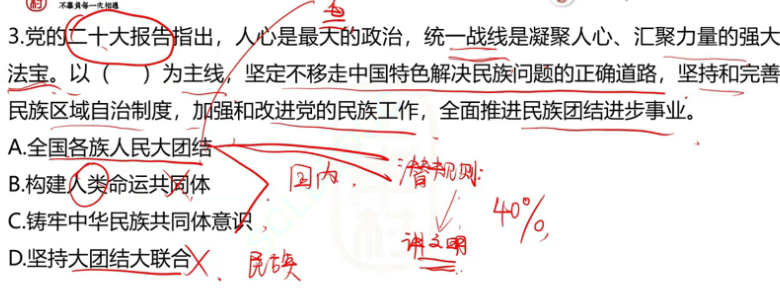 不辜负每一次相遇
3.党的二十大报告指出，人心是最大的政治，统一战线是凝聚人心、汇聚力量的强大
法宝。以（    ）为主线，坚定不移走中国特色解决民族问题的正确道路，坚持和完善
民族区域自治制度，加强和改进党的民族工作，全面推进民族团结进步事业。
A.全国各族人民大团结
B.构建人类命运共同体
国内，潜规则：
40%
C.铸牢中华民族共同体意识
讲文明
D.坚持大团结大联合
民族